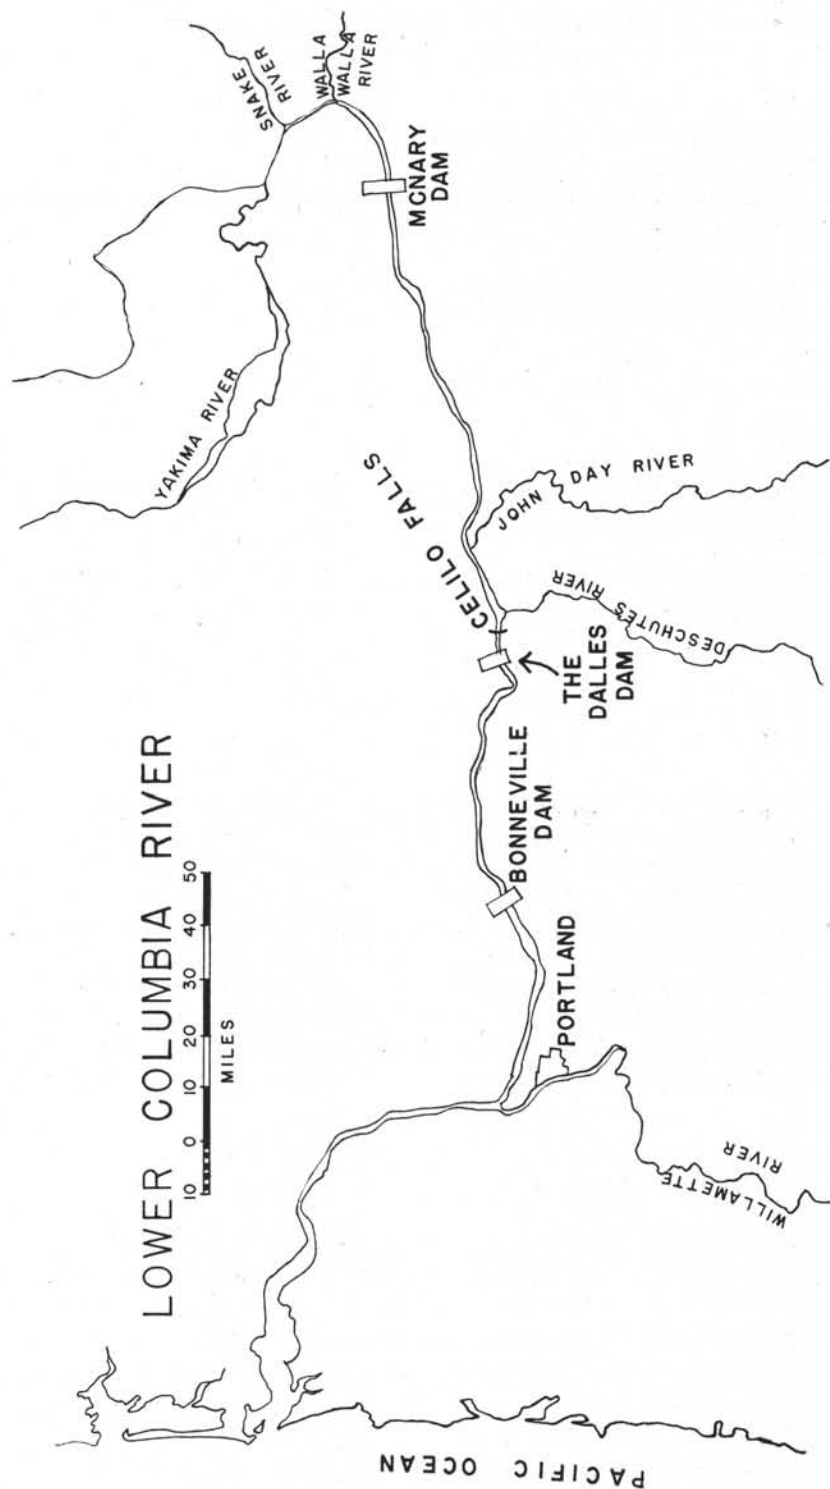 LOWER COLUMBIA RIVER
10 0 10 20 30 40 50
MILES
SNAKE
RIVER
WALLA
WALLA
RIVER
YAKIMA RIVER
MCNARY
DAM
CELILO FALLS
JOHN DAY RIVER
DESCHUTES RIVER
THE
DALLES
DAM
BONNEVILLE
DAM
PORTLAND
WILLAMETTE
RIVER
PACIFIC OCEAN